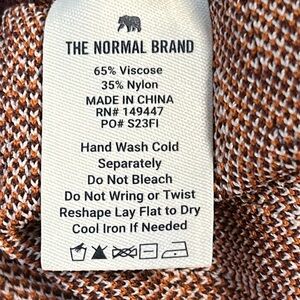 THE NORMAL BRAND
65% Viscose
35% Nylon
MADE IN CHINA
RN# 149447
PO# S23FI
Hand Wash Cold
Separately
Do Not Bleach
Do Not Wring or Twist
Reshape Lay Flat to Dry
Cool Iron If Needed